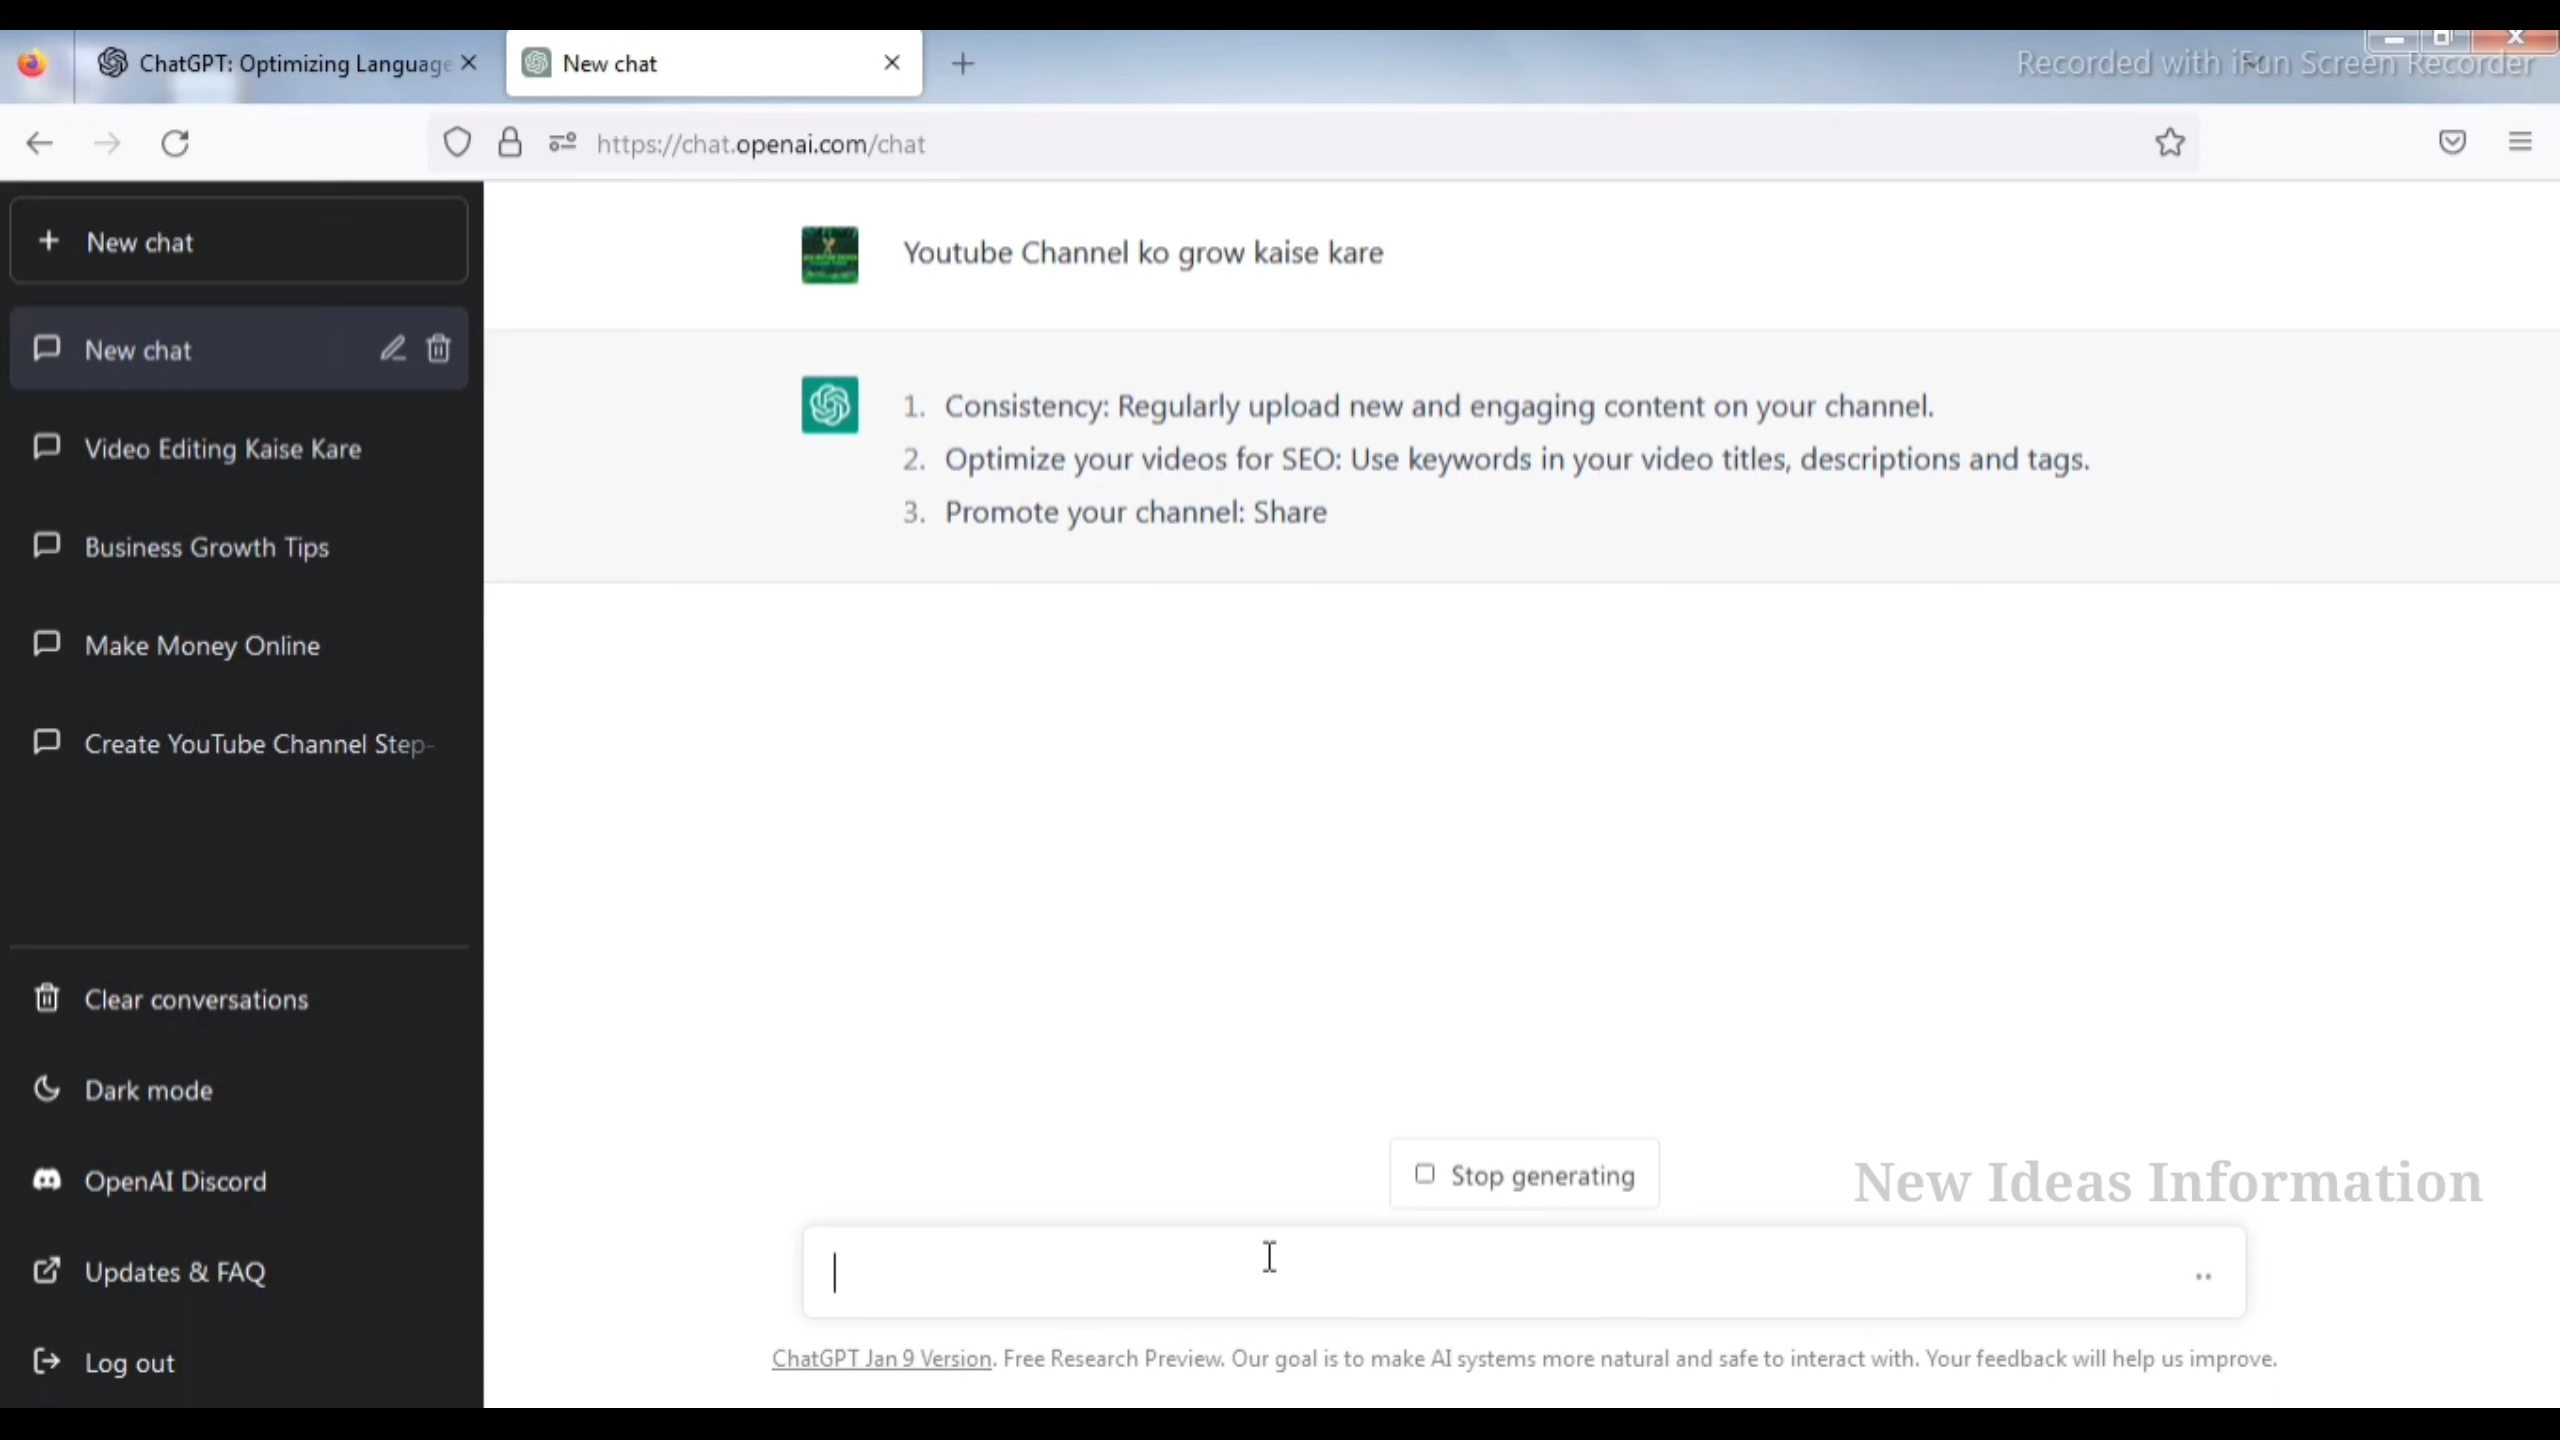 ChatGPT: Optimizing Language
New chat
Recorded with iFun Screen Recorder
https://chat.openai.com/chat
New chat
New chat
Video Editing Kaise Kare
Business Growth Tips
Make Money Online
Create YouTube Channel Step-
Clear conversations
Dark mode
OpenAI Discord
Updates & FAQ
Log out
Youtube Channel ko grow kaise kare
1. Consistency: Regularly upload new and engaging content on your channel.
2. Optimize your videos for SEO: Use keywords in your video titles, descriptions and tags.
3. Promote your channel: Share
Stop generating
New Ideas Information
ChatGPT Jan 9 Version. Free Research Preview. Our goal is to make AI systems more natural and safe to interact with. Your feedback will help us improve.